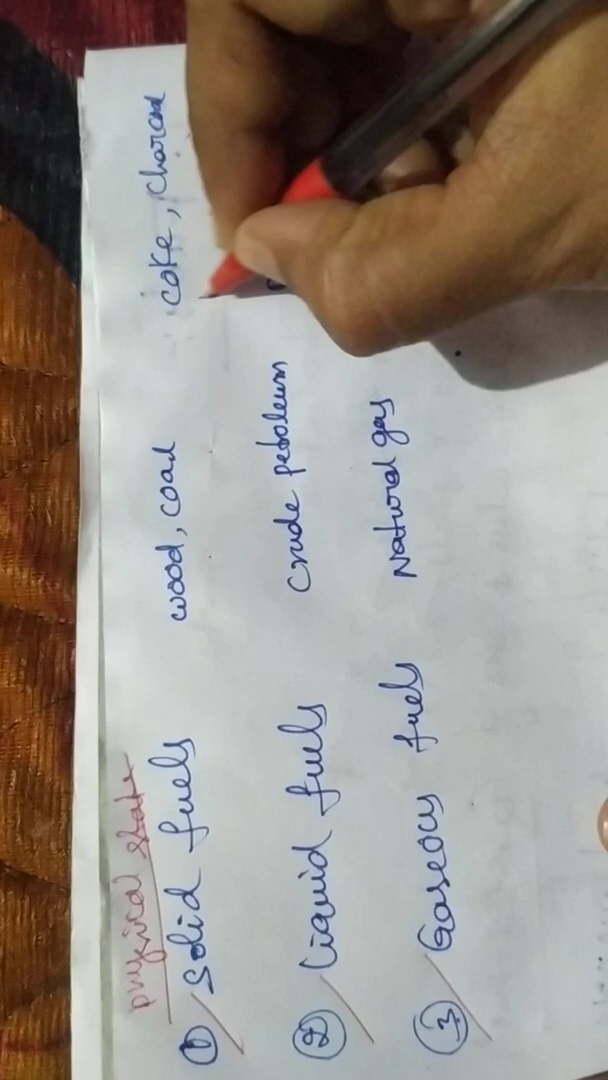 physical state
① Solid fuels wood, coal coke, charcoal
② Liquid fuels Crude petroleum
③ Gaseous fuels Natural gas